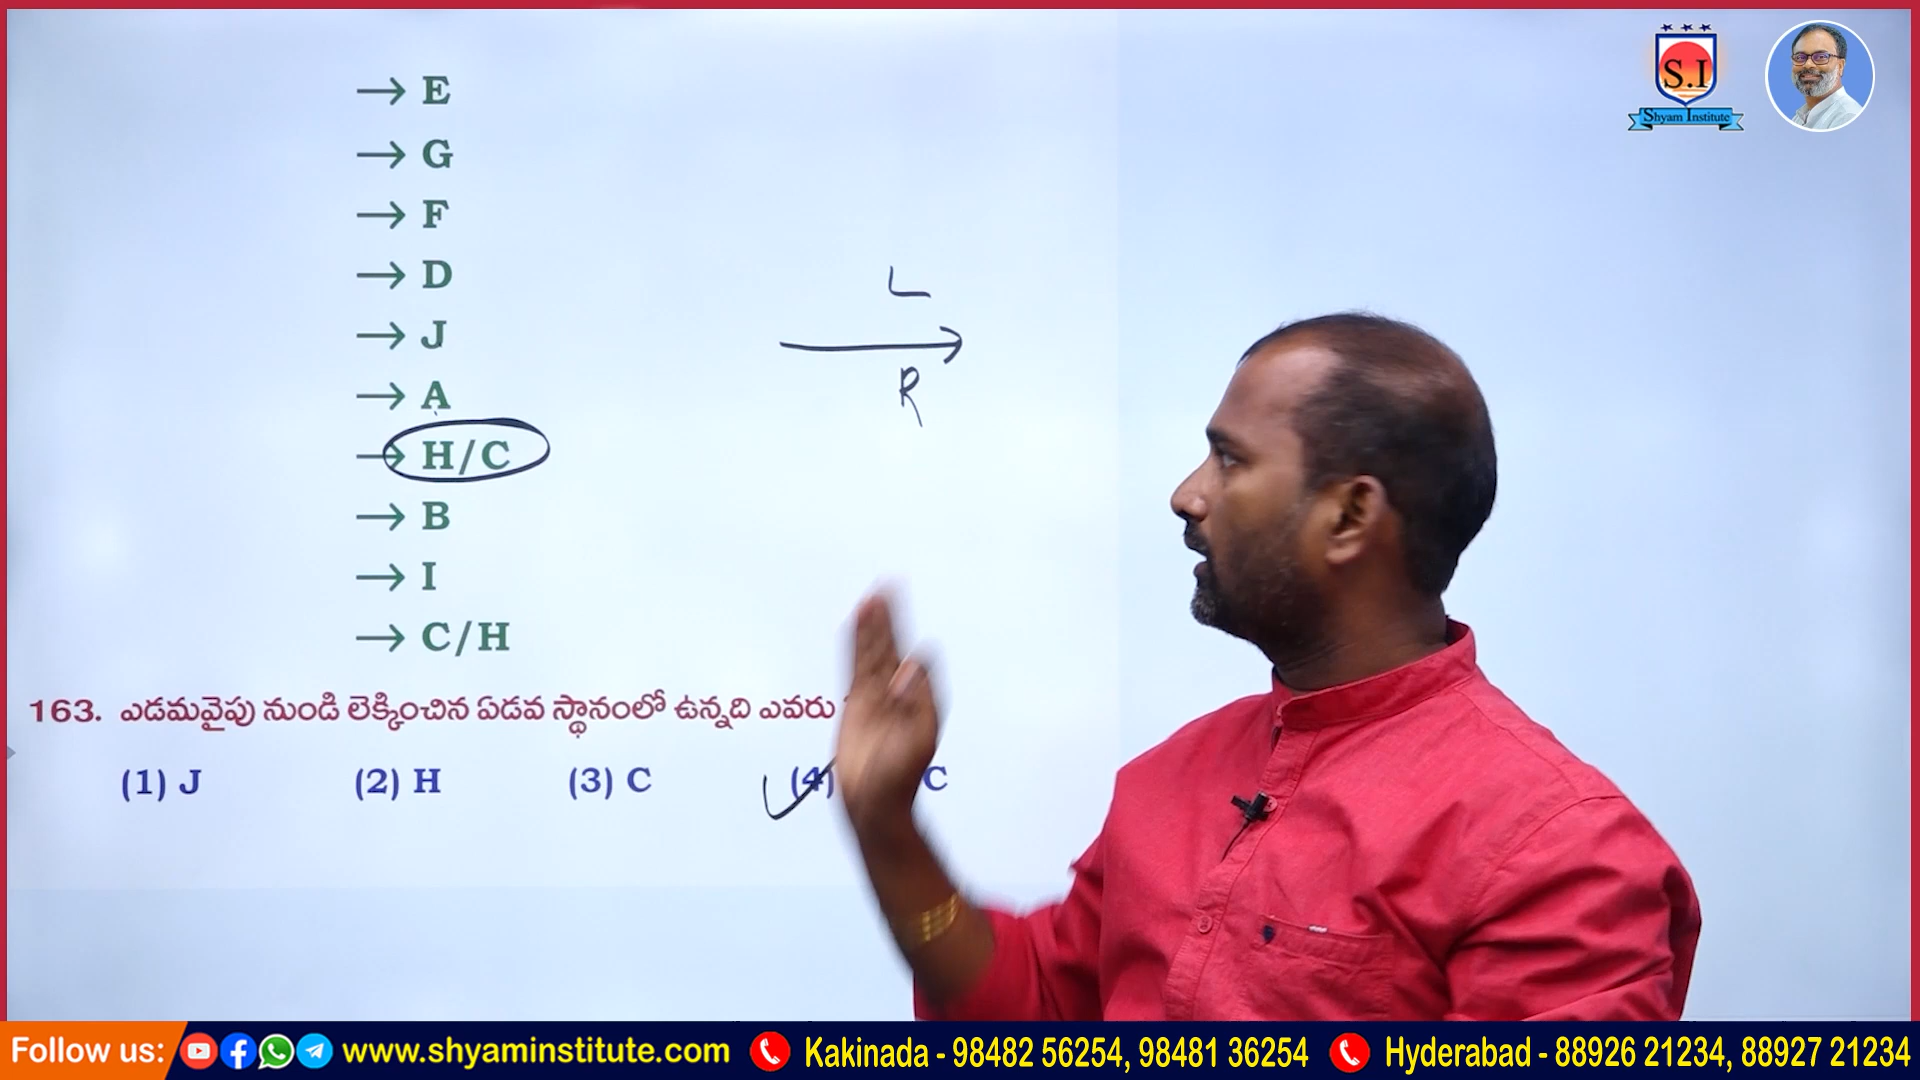 → E
→ G
→ F
→ D
→ J
→ A
→ H/C
→ B
→ I
→ C/H
L
R
163. ఎడమవైపు నుండి లెక్కించిన ఏడవ స్థానంలో ఉన్నది ఎవరు
(1) J (2) H (3) C (4) C
S.I
Shyam Institute
Follow us: www.shyaminstitute.com Kakinada - 98482 56254, 98481 36254 Hyderabad - 88926 21234, 88927 21234